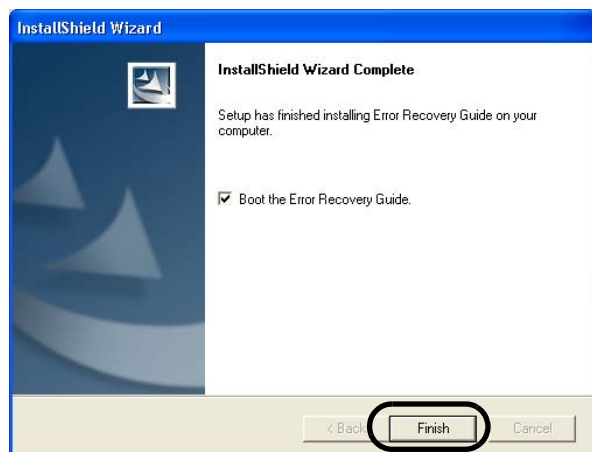 InstallShield Wizard
InstallShield Wizard Complete
Setup has finished installing Error Recovery Guide on your
computer.
Boot the Error Recovery Guide.
< Back
Finish
Cancel